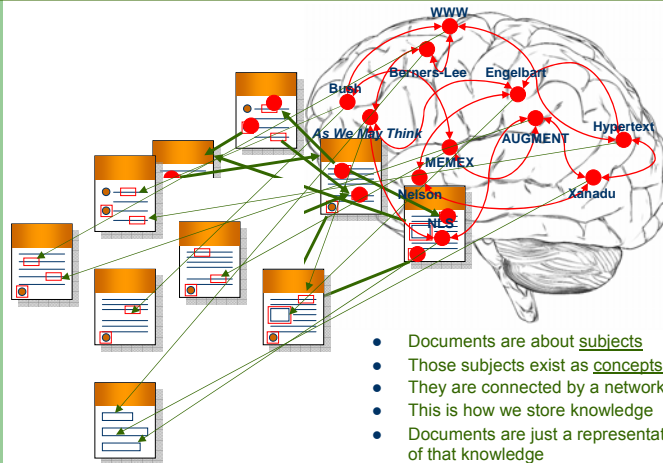 WWW
Berners-Lee
Engelbart
Bush
As We May Think
AUGMENT
Hypertext
MEMEX
Nelson
Xanadu
NLS
Documents are about subjects
Those subjects exist as concepts
They are connected by a network
This is how we store knowledge
Documents are just a
of that knowledge